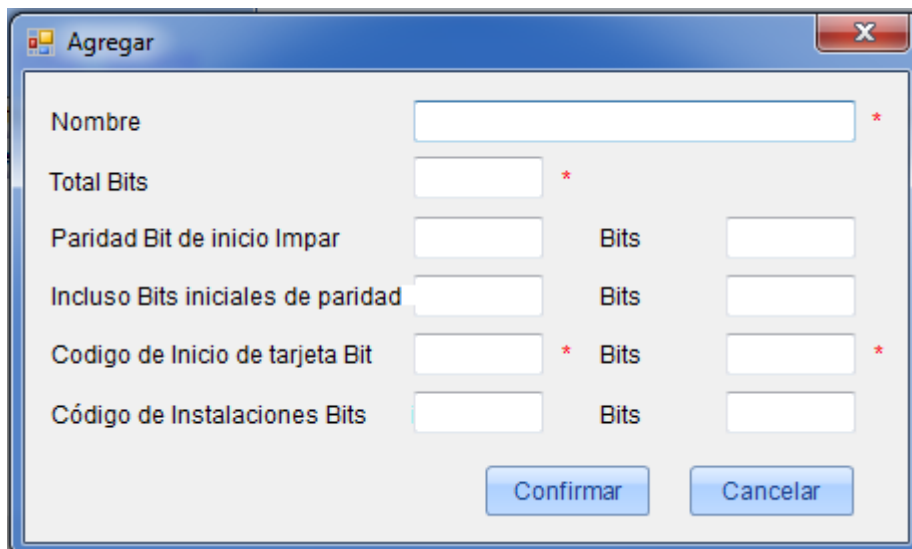 Agregar
Nombre *
Total Bits *
Paridad Bit de inicio Impar Bits
Incluso Bits iniciales de paridad Bits
Codigo de Inicio de tarjeta Bit * Bits *
Código de Instalaciones Bits Bits
Confirmar Cancelar